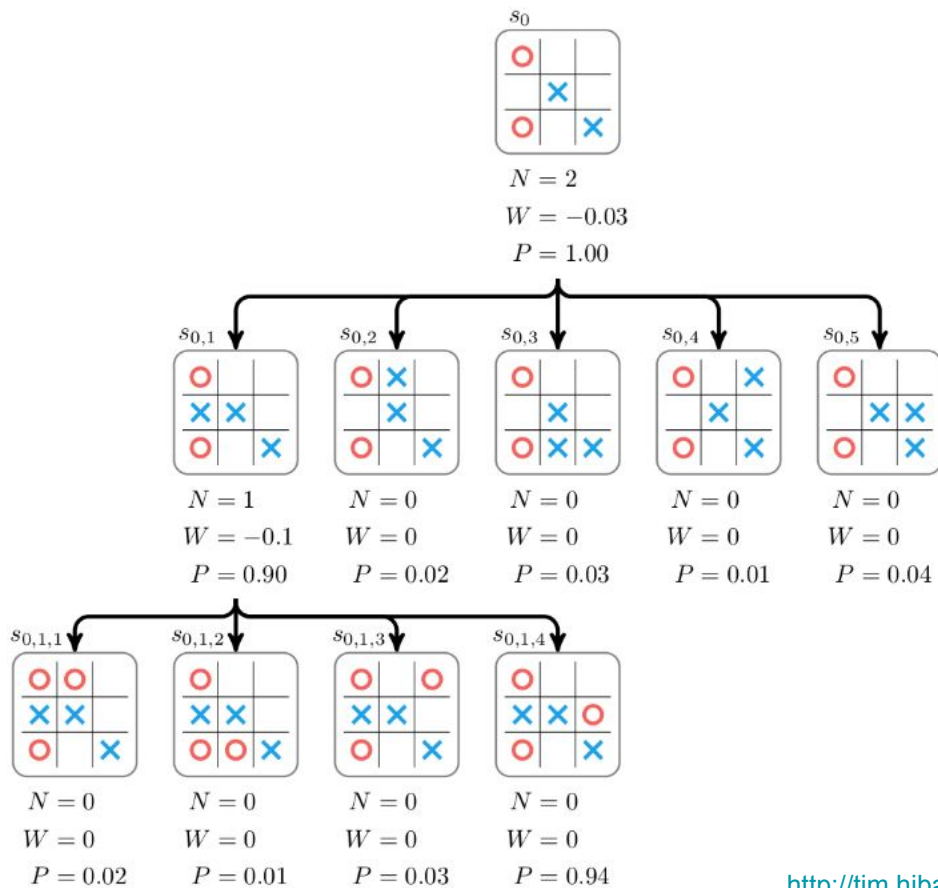 s₀
N = 2
W = −0.03
P = 1.00
s₀,₁ s₀,₂ s₀,₃ s₀,₄ s₀,₅
N = 1 N = 0 N = 0 N = 0 N = 0
W = −0.1 W = 0 W = 0 W = 0 W = 0
P = 0.90 P = 0.02 P = 0.03 P = 0.01 P = 0.04
s₀,₁,₁ s₀,₁,₂ s₀,₁,₃ s₀,₁,₄
N = 0 N = 0 N = 0 N = 0
W = 0 W = 0 W = 0 W = 0
P = 0.02 P = 0.01 P = 0.03 P = 0.94
http://tim.hiba